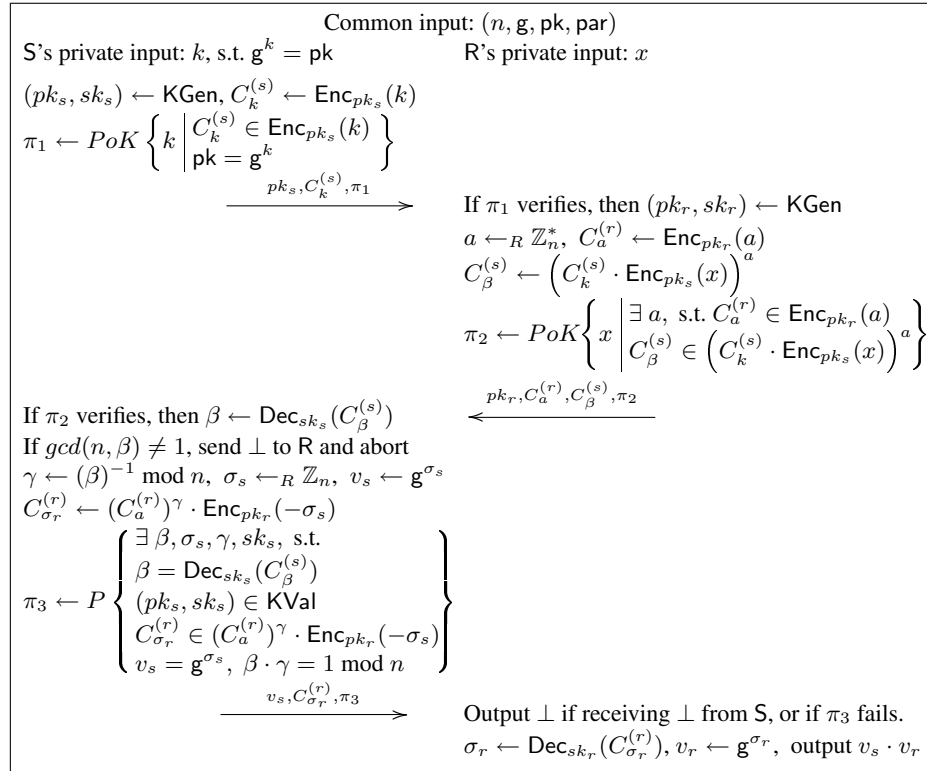 Common input: (n, g, pk, par)
S's private input: k, s.t. g^k = pk
R's private input: x
(pk_s, sk_s) ← KGen, C_k^{(s)} ← Enc_{pk_s}(k)
π_1 ← PoK { k | C_k^{(s)} ∈ Enc_{pk_s}(k)
pk = g^k }
pk_s, C_k^{(s)}, π_1
If π_1 verifies, then (pk_r, sk_r) ← KGen
a ←_R ℤ_n^*, C_a^{(r)} ← Enc_{pk_r}(a)
C_β^{(s)} ← (C_k^{(s)} · Enc_{pk_s}(x))^a
π_2 ← PoK { x | ∃ a, s.t. C_a^{(r)} ∈ Enc_{pk_r}(a)
C_β^{(s)} ∈ (C_k^{(s)} · Enc_{pk_s}(x))^a }
pk_r, C_a^{(r)}, C_β^{(s)}, π_2
If π_2 verifies, then β ← Dec_{sk_s}(C_β^{(s)})
If gcd(n, β) ≠ 1, send ⊥ to R and abort
γ ← (β)^{-1} mod n, σ_s ←_R ℤ_n, v_s ← g^{σ_s}
C_{σ_r}^{(r)} ← (C_a^{(r)})^γ · Enc_{pk_r}(-σ_s)
π_3 ← P { ∃ β, σ_s, γ, sk_s, s.t.
β = Dec_{sk_s}(C_β^{(s)})
(pk_s, sk_s) ∈ KVal
C_{σ_r}^{(r)} ∈ (C_a^{(r)})^γ · Enc_{pk_r}(-σ_s)
v_s = g^{σ_s}, β · γ = 1 mod n }
v_s, C_{σ_r}^{(r)}, π_3
Output ⊥ if receiving ⊥ from S, or if π_3 fails.
σ_r ← Dec_{sk_r}(C_{σ_r}^{(r)}), v_r ← g^{σ_r}, output v_s · v_r